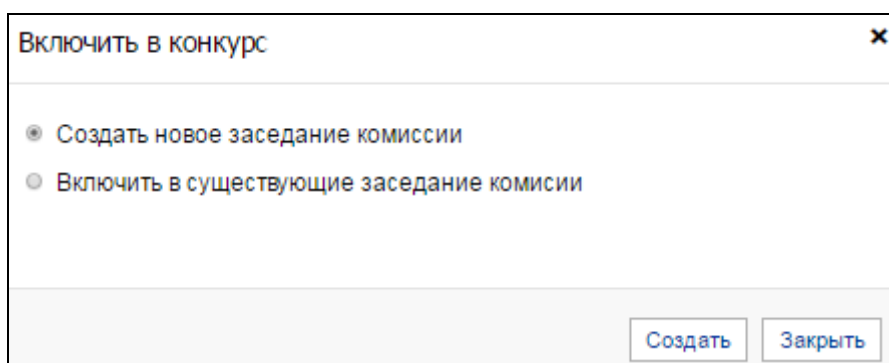 Включить в конкурс
Создать новое заседание комиссии
Включить в существующие заседание комисии
Создать Закрыть